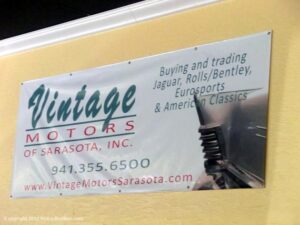 Vintage
MOTORS
OF SARASOTA, INC.
941.355.6500
www.VintageMotorsSarasota.com
Buying and trading
Jaguar, Rolls/Bentley,
Eurosports
& American Classics